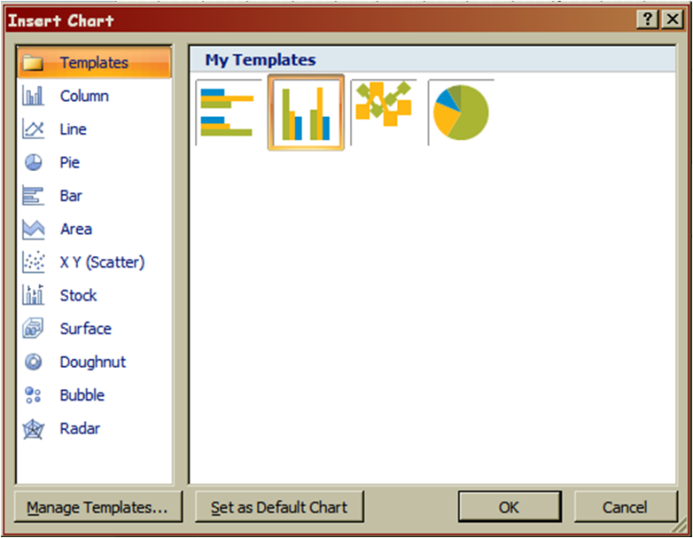 Insert Chart
Templates
Column
Line
Pie
Bar
Area
X Y (Scatter)
Stock
Surface
Doughnut
Bubble
Radar
My Templates
Manage Templates...
Set as Default Chart
OK
Cancel